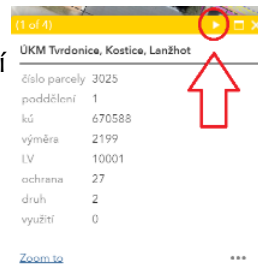 (1 of 4)
ÚKM Tvrdonice, Kostice, Lanžhot
í
číslo parcely 3025
poddělení 1
kú 670588
výměra 2199
LV 10001
ochrana 27
druh 2
využití 0
Zoom to